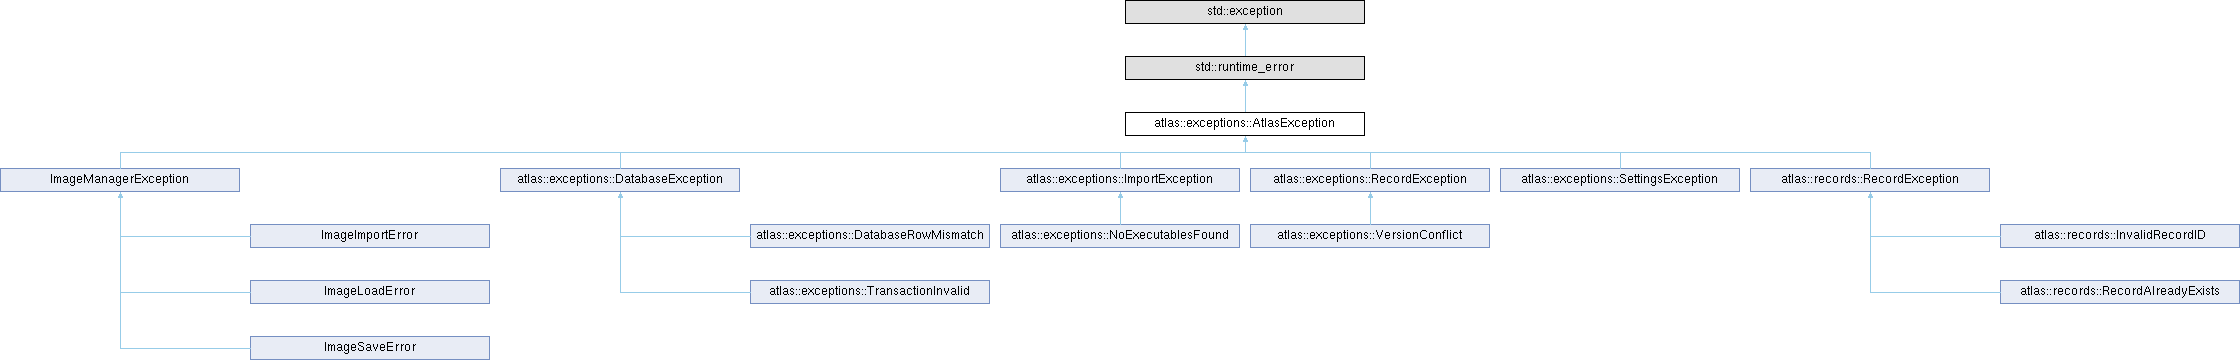 std::exception
std::runtime_error
atlas::exceptions::AtlasException
ImageManagerException
atlas::exceptions::DatabaseException
atlas::exceptions::ImportException
atlas::exceptions::RecordException
atlas::exceptions::SettingsException
atlas::records::RecordException
ImageImportError
atlas::exceptions::DatabaseRowMismatch
atlas::exceptions::NoExecutablesFound
atlas::exceptions::VersionConflict
atlas::records::InvalidRecordID
ImageLoadError
atlas::exceptions::TransactionInvalid
atlas::records::RecordAlreadyExists
ImageSaveError